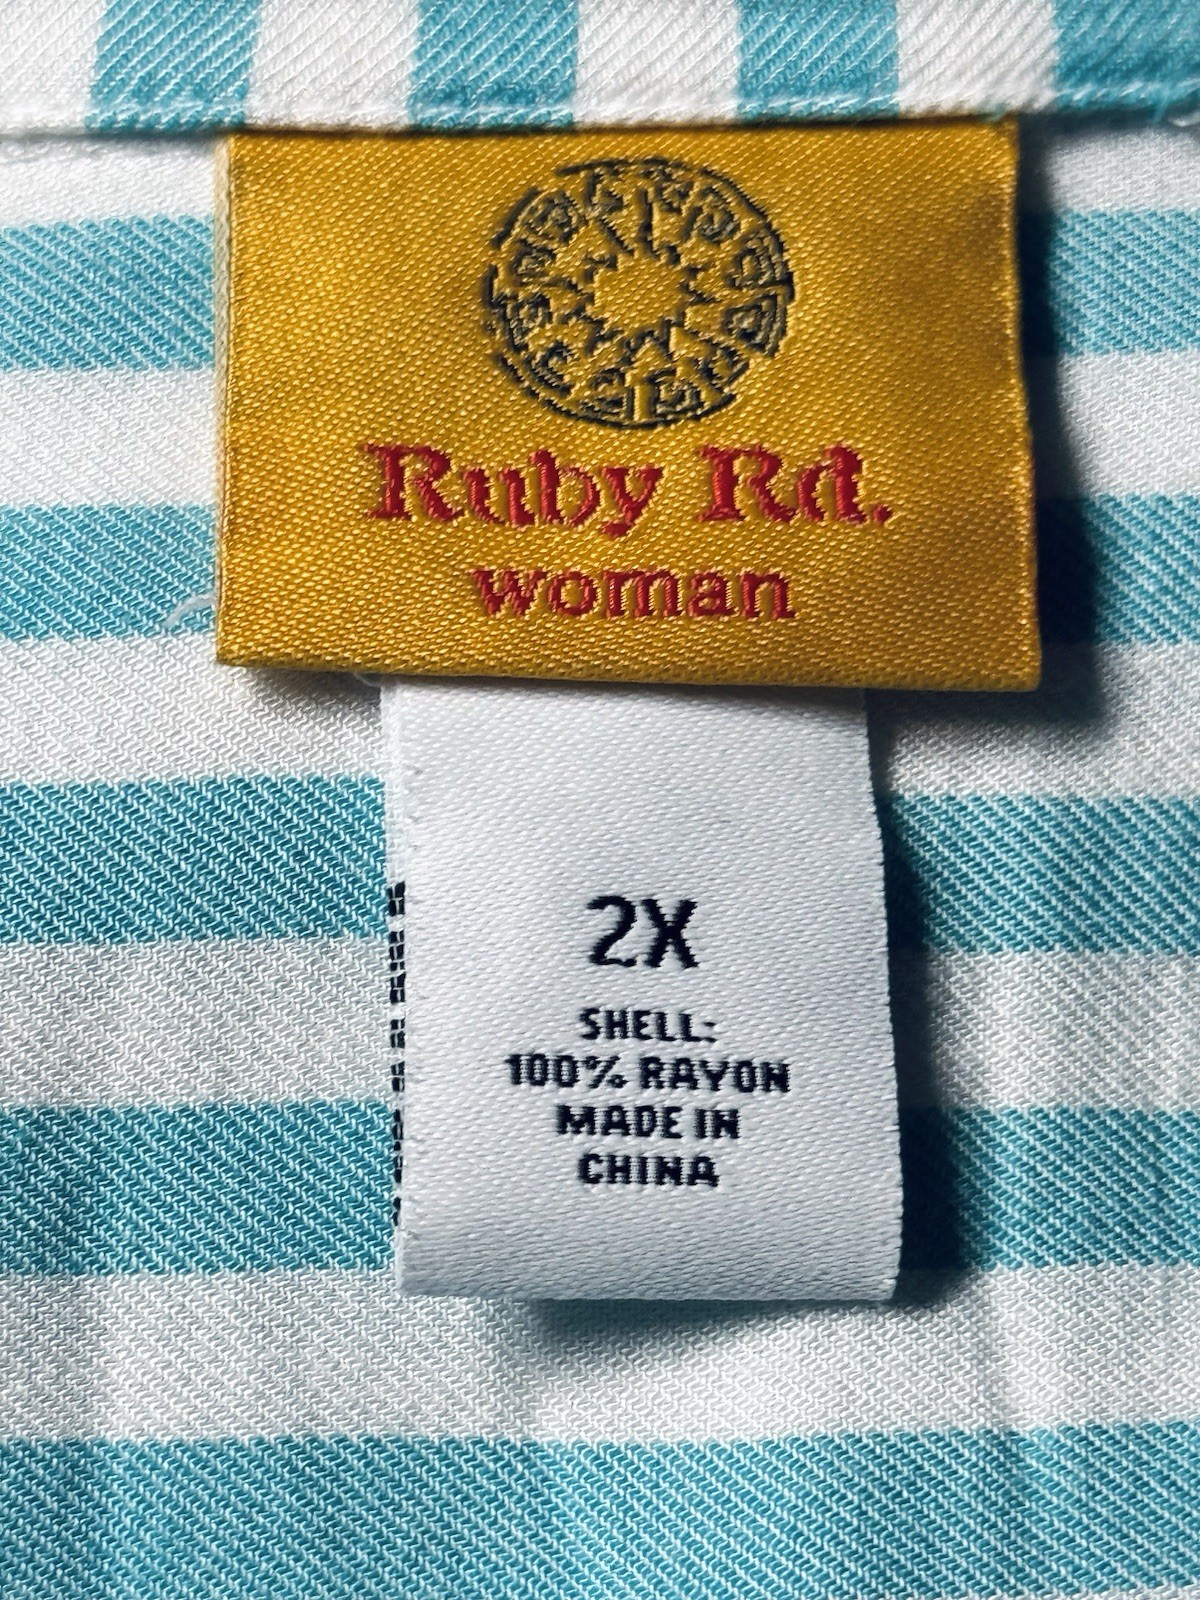 Ruby Rd.
woman
2X
SHELL:
100% RAYON
MADE IN
CHINA